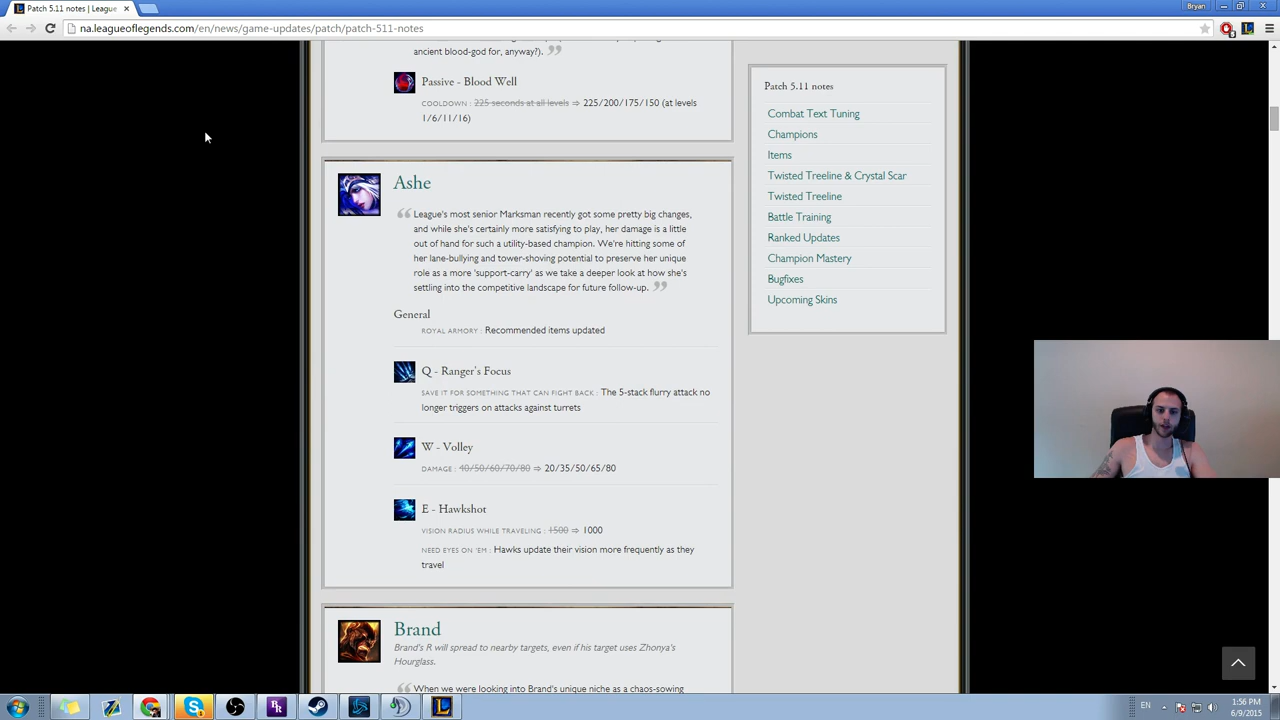 Patch 5.11 notes | League
Bryan
na.leagueoflegends.com/en/news/game-updates/patch/patch-511-notes
ancient blood-god for, anyway?).
Passive - Blood Well
COOLDOWN : 225 seconds at all levels ⇒ 225/200/175/150 (at levels
1/6/11/16)
Ashe
League's most senior Marksman recently got some pretty big changes,
and while she's certainly more satisfying to play, her damage is a little
out of hand for such a utility-based champion. We're hitting some of
her lane-bullying and tower-shoving potential to preserve her unique
role as a more 'support-carry' as we take a deeper look at how she's
settling into the competitive landscape for future follow-up.
General
ROYAL ARMORY : Recommended items updated
Q - Ranger's Focus
SAVE IT FOR SOMETHING THAT CAN FIGHT BACK : The 5-stack flurry attack no
longer triggers on attacks against turrets
W - Volley
DAMAGE : 40/50/60/70/80 ⇒ 20/35/50/65/80
E - Hawkshot
VISION RADIUS WHILE TRAVELING : 1500 ⇒ 1000
NEED EYES ON 'EM : Hawks update their vision more frequently as they
travel
Brand
Brand's R will spread to nearby targets, even if his target uses Zhonya's
Hourglass.
When we were looking into Brand's unique niche as a chaos-sowing
Patch 5.11 notes
Combat Text Tuning
Champions
Items
Twisted Treeline & Crystal Scar
Twisted Treeline
Battle Training
Ranked Updates
Champion Mastery
Bugfixes
Upcoming Skins
EN
1:56 PM
6/9/2015